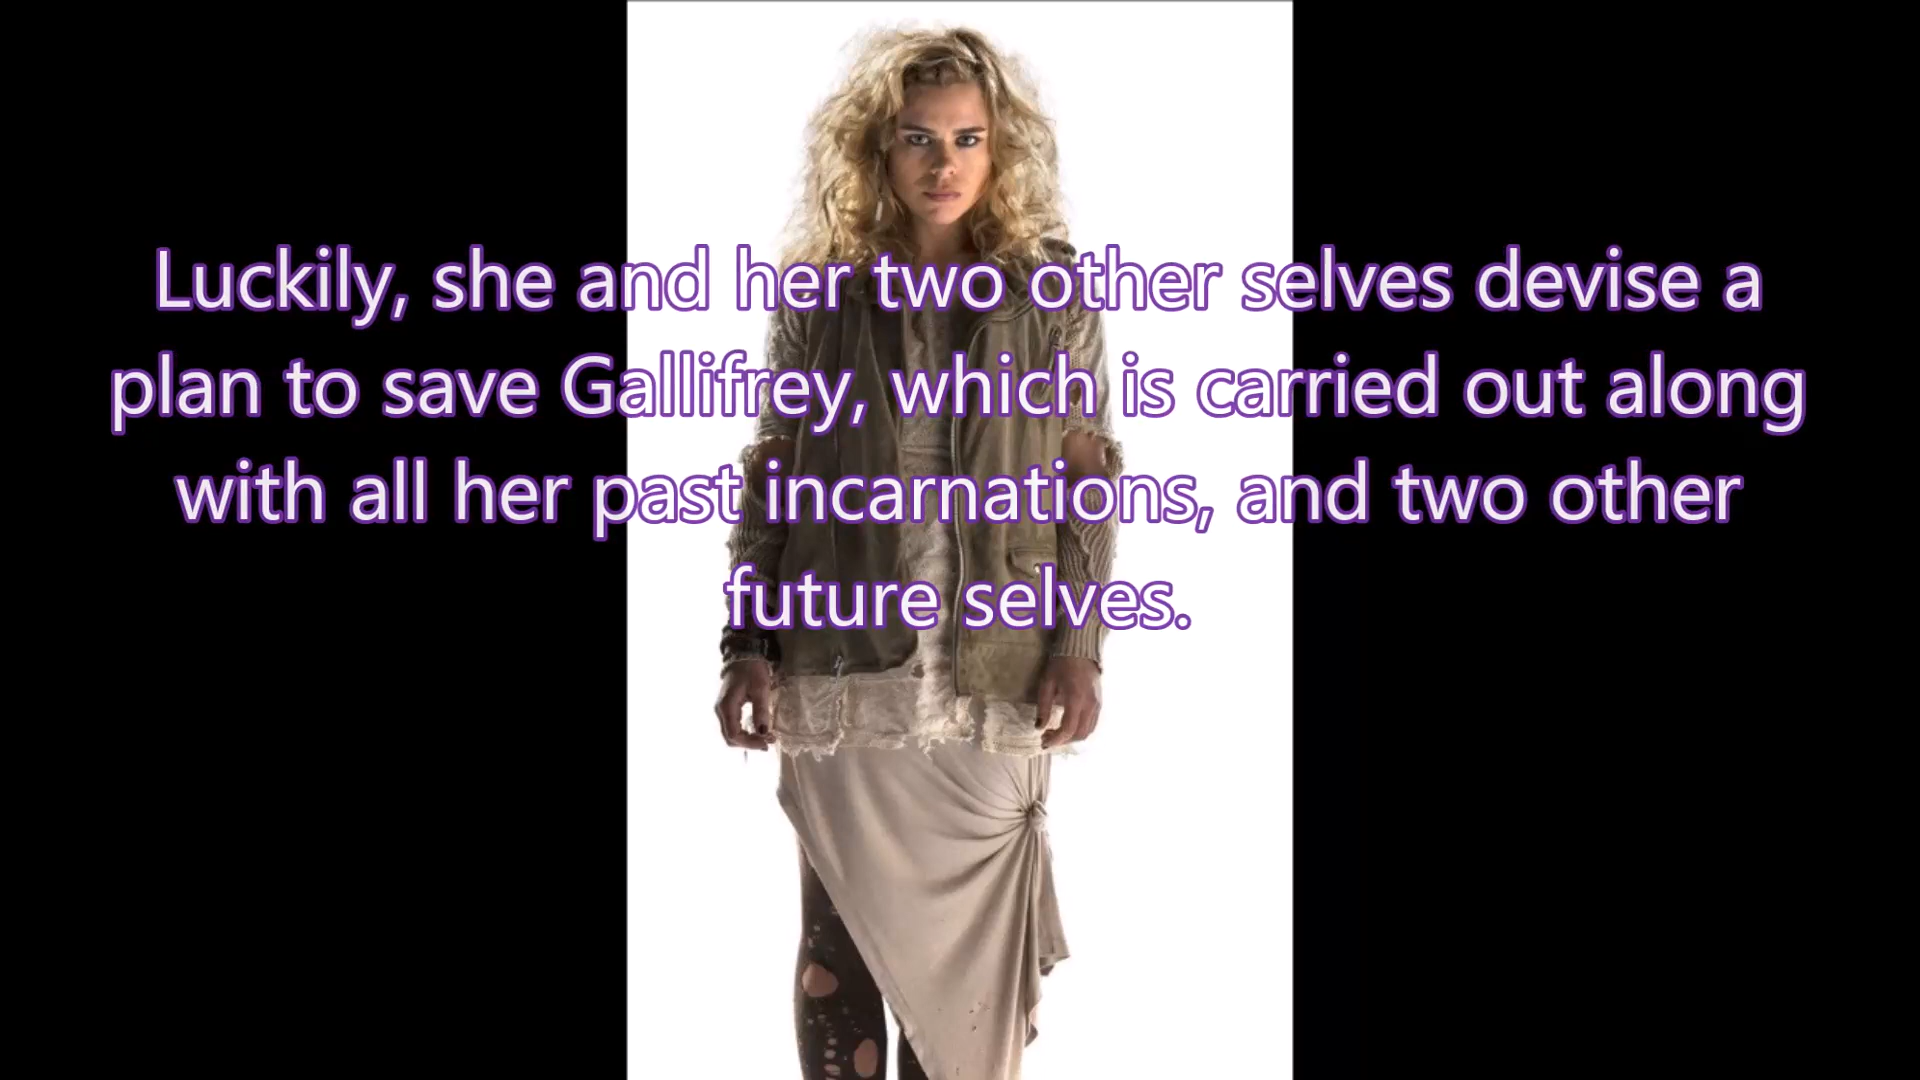 Luckily, she and her two other selves devise a
plan to save Gallifrey, which is carried out along
with all her past incarnations, and two other
future selves.